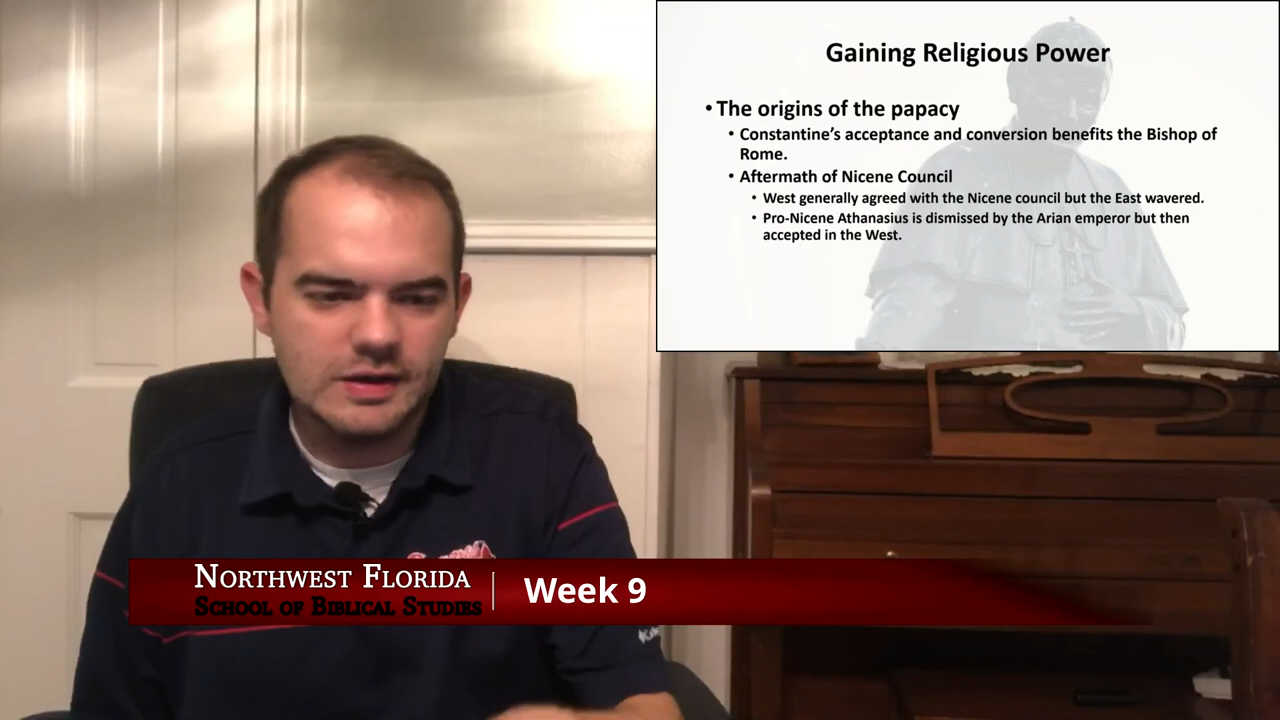 Gaining Religious Power
• The origins of the papacy
• Constantine's acceptance and conversion benefits the Bishop of
Rome.
• Aftermath of Nicene Council
• West generally agreed with the Nicene council but the East wavered.
• Pro-Nicene Athanasius is dismissed by the Arian emperor but then
accepted in the West.
NORTHWEST FLORIDA
SCHOOL OF BIBLICAL STUDIES
Week 9